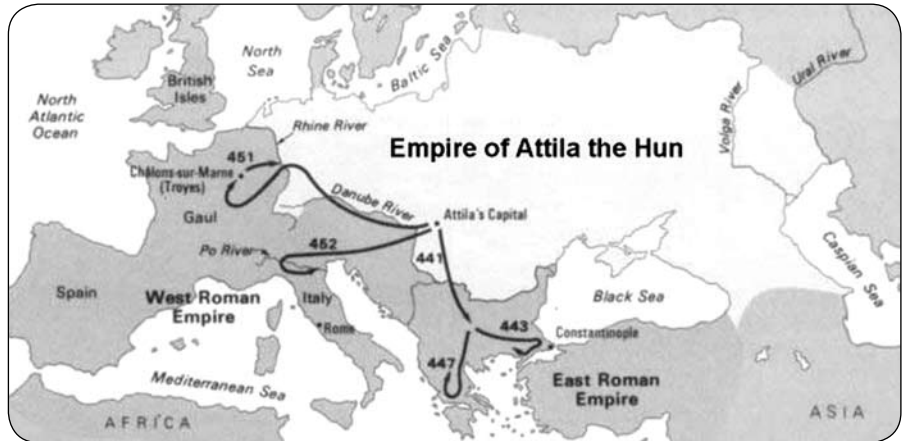 North
Sea
Baltic Sea
Ural River
Volga River
British
Isles
North
Atlantic
Ocean
Rhine River
Empire of Attila the Hun
451
Châlons-sur-Marne
(Troyes)
Danube River
Attila's Capital
Gaul
452
Po River
441
Caspian Sea
Spain
West Roman
Empire
Italy
Rome
Black Sea
443
Constantinople
447
Mediterranean Sea
East Roman
Empire
AFRICA
ASIA